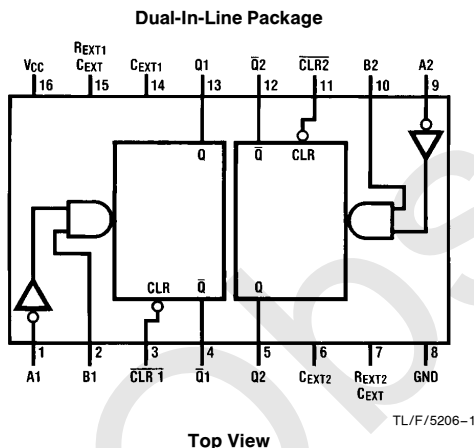 Dual-In-Line Package
REXT1
VCC CEXT CEXT1 Q1 Q̅2 C̅L̅R̅2̅ B2 A2
16 15 14 13 12 11 10 9
Q Q̅ CLR
CLR Q̅ Q
1 2 3 4 5 6 7 8
A1 B1 C̅L̅R̅ 1̅ Q̅1 Q2 CEXT2 REXT2 GND
CEXT
TL/F/5206–1
Top View
Obs